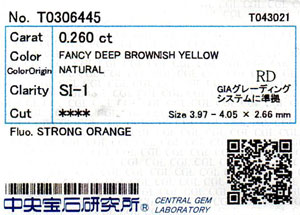 No. T0306445 T043021
Carat 0.260 ct
Color FANCY DEEP BROWNISH YELLOW
ColorOrigin NATURAL
Clarity SI-1
RD
GIAグレーディング
システムに準拠
Cut ****
Size 3.97 - 4.05 × 2.66 mm
Fluo. STRONG ORANGE
中央宝石研究所® CENTRAL GEM
LABORATORY